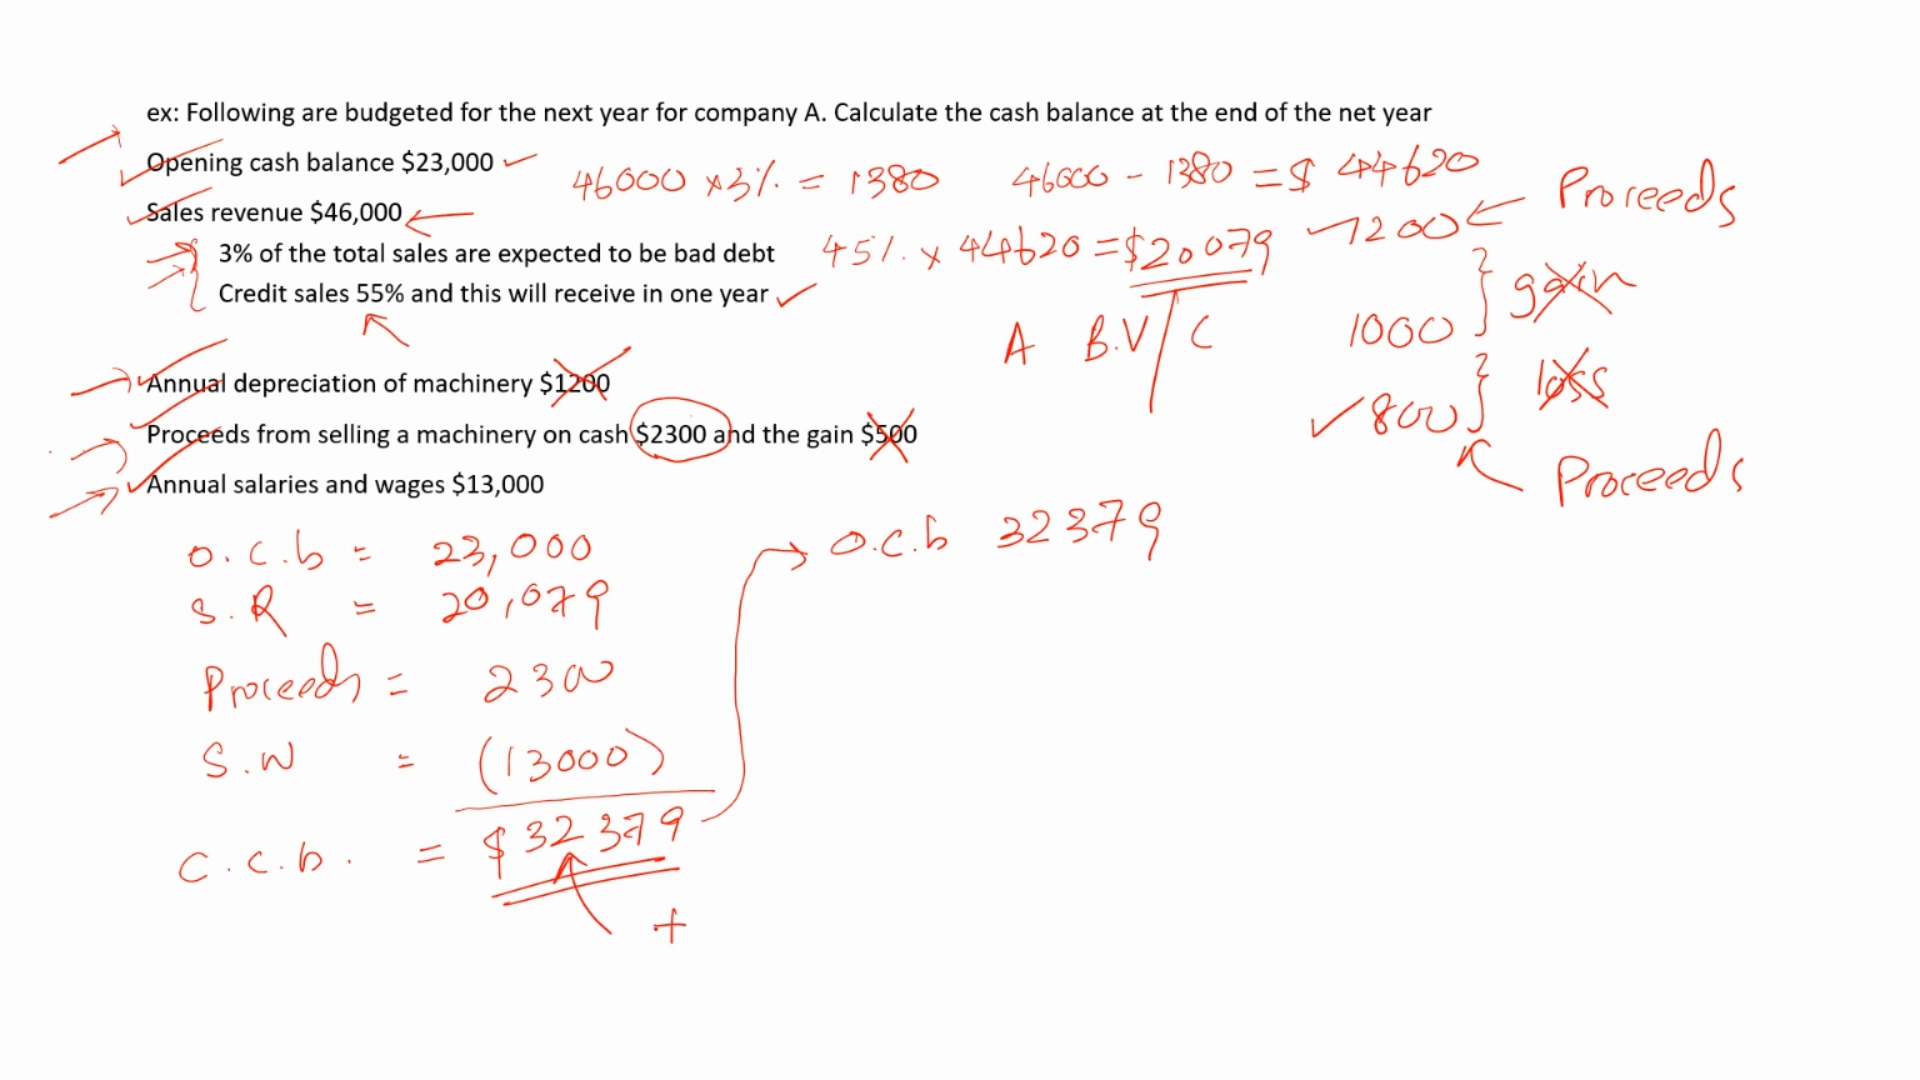 ex: Following are budgeted for the next year for company A. Calculate the cash balance at the end of the net year
Opening cash balance $23,000
46000 x 3% = 1380
46000 - 1380 = $ 44620
Proceeds
Sales revenue $46,000
1200
3% of the total sales are expected to be bad debt
45% x 44620 = $20079
gain
Credit sales 55% and this will receive in one year
A B.V / C
1000
Annual depreciation of machinery $1200
loss
800
Proceeds from selling a machinery on cash $2300 and the gain $500
Proceeds
Annual salaries and wages $13,000
O.C.b = 23,000
O.C.b 32379
S.R = 20,079
Proceeds = 2300
S.W = (13000)
C.C.b. = $32379
+